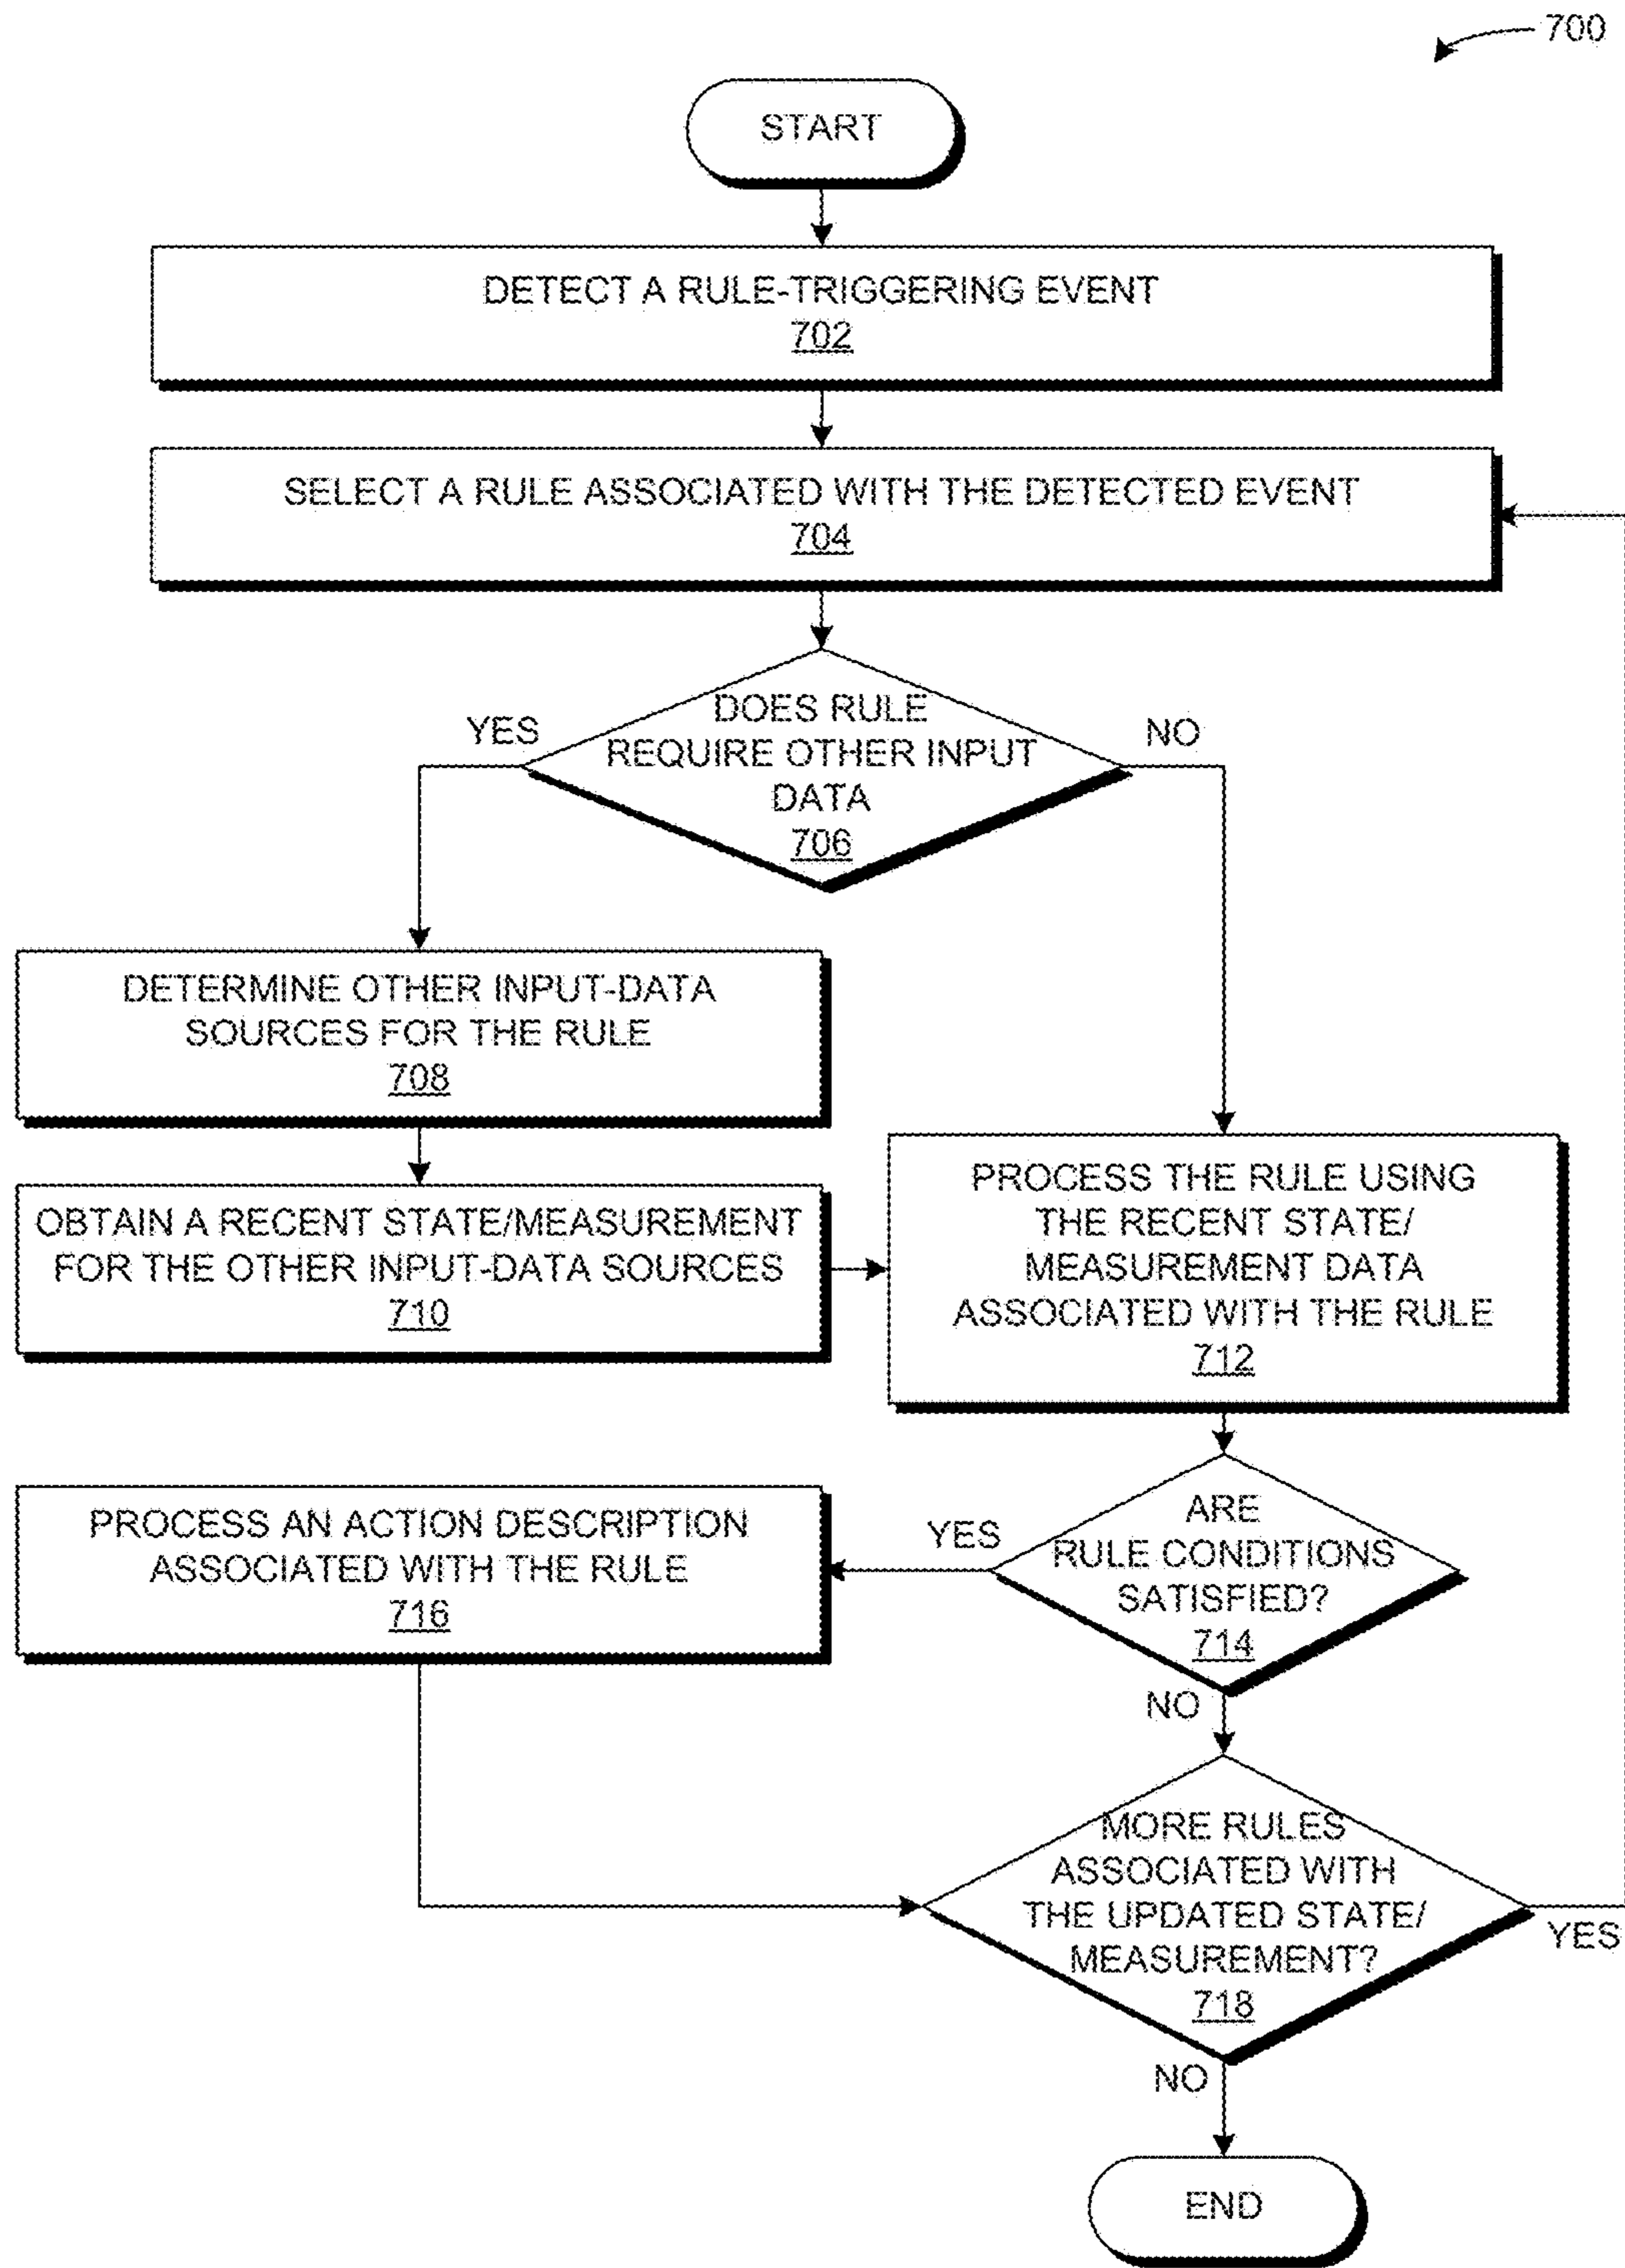 700
START
DETECT A RULE-TRIGGERING EVENT
702
SELECT A RULE ASSOCIATED WITH THE DETECTED EVENT
704
DOES RULE
REQUIRE OTHER INPUT
DATA
706
YES
NO
DETERMINE OTHER INPUT-DATA
SOURCES FOR THE RULE
708
OBTAIN A RECENT STATE/MEASUREMENT
FOR THE OTHER INPUT-DATA SOURCES
710
PROCESS THE RULE USING
THE RECENT STATE/
MEASUREMENT DATA
ASSOCIATED WITH THE RULE
712
ARE
RULE CONDITIONS
SATISFIED?
714
YES
NO
PROCESS AN ACTION DESCRIPTION
ASSOCIATED WITH THE RULE
716
MORE RULES
ASSOCIATED WITH
THE UPDATED STATE/
MEASUREMENT?
718
YES
NO
END